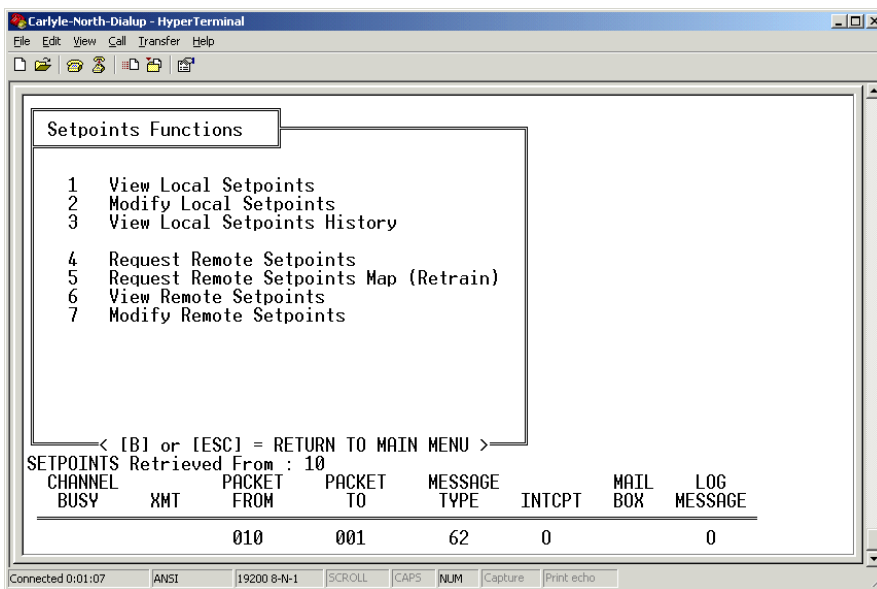 Carlyle-North-Dialup - HyperTerminal
File Edit View Call Transfer Help
Setpoints Functions
1 View Local Setpoints
2 Modify Local Setpoints
3 View Local Setpoints History
4 Request Remote Setpoints
5 Request Remote Setpoints Map (Retrain)
6 View Remote Setpoints
7 Modify Remote Setpoints
< [B] or [ESC] = RETURN TO MAIN MENU >
SETPOINTS Retrieved From : 10
CHANNEL PACKET PACKET MESSAGE MAIL LOG
BUSY XMT FROM TO TYPE INTCPT BOX MESSAGE
010 001 62 0 0
Connected 0:01:07 ANSI 19200 8-N-1 SCROLL CAPS NUM Capture Print echo